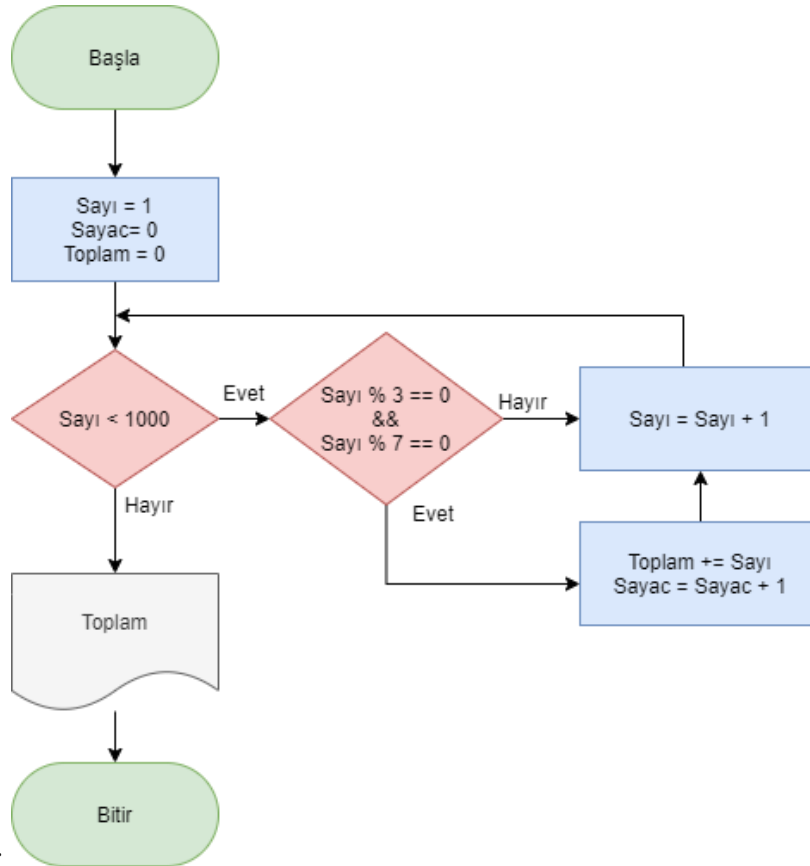 Başla
Sayı = 1
Sayac= 0
Toplam = 0
Sayı < 1000
Evet
Sayı % 3 == 0
&&
Sayı % 7 == 0
Hayır
Sayı = Sayı + 1
Hayır
Evet
Toplam += Sayı
Sayac = Sayac + 1
Toplam
Bitir